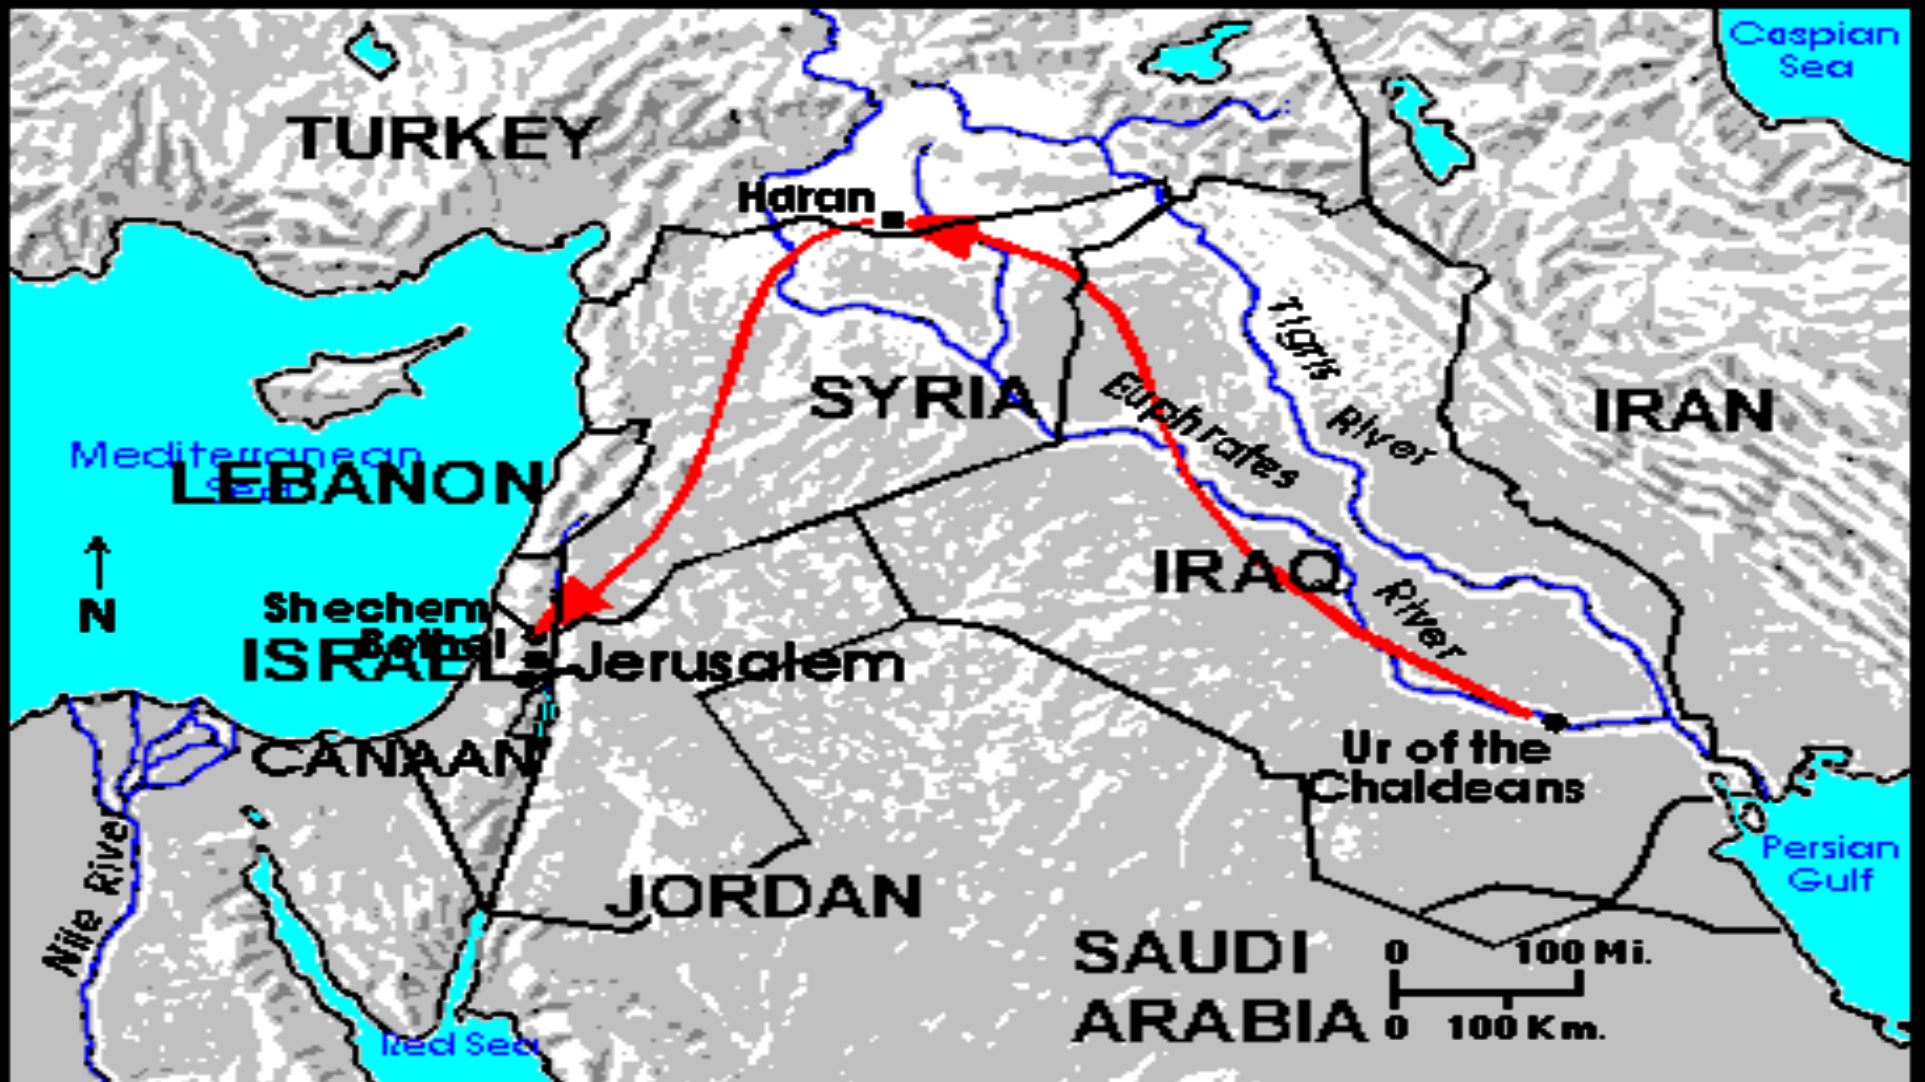 Caspian
Sea
TURKEY
Haran
Tigris
River
SYRIA
Euphrates
River
IRAN
Mediterranean
Sea
LEBANON
IRAQ
N
Shechem
Bethel
ISRAEL
Jerusalem
CANAAN
Ur of the
Chaldeans
Nile River
Persian
Gulf
JORDAN
SAUDI
ARABIA
0 100 Mi.
0 100 Km.
Red Sea